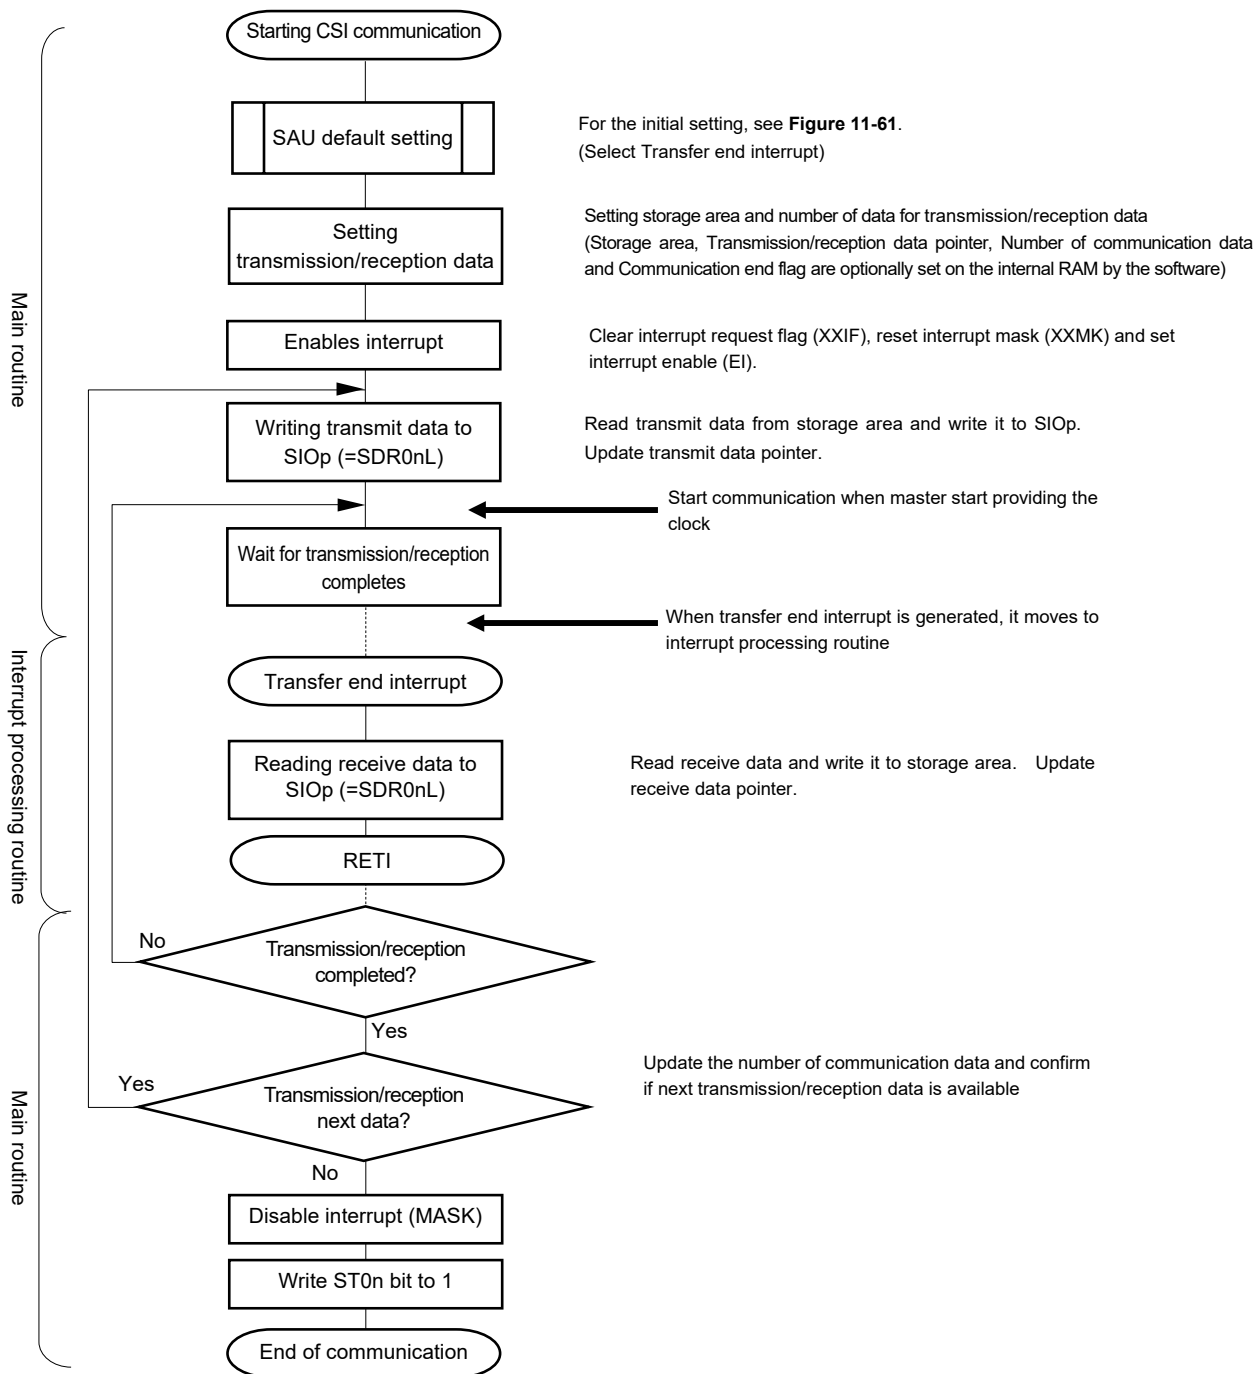 Starting CSI communication
SAU default setting
For the initial setting, see Figure 11-61.
(Select Transfer end interrupt)
Setting
transmission/reception data
Setting storage area and number of data for transmission/reception data
(Storage area, Transmission/reception data pointer, Number of communication data
and Communication end flag are optionally set on the internal RAM by the software)
Main routine
Enables interrupt
Clear interrupt request flag (XXIF), reset interrupt mask (XXMK) and set
interrupt enable (EI).
Writing transmit data to
SIOp (=SDR0nL)
Read transmit data from storage area and write it to SIOp.
Update transmit data pointer.
Start communication when master start providing the
clock
Wait for transmission/reception
completes
When transfer end interrupt is generated, it moves to
interrupt processing routine
Interrupt processing routine
Transfer end interrupt
Reading receive data to
SIOp (=SDR0nL)
Read receive data and write it to storage area. Update
receive data pointer.
RETI
No
Transmission/reception
completed?
Yes
Yes
Transmission/reception
next data?
Update the number of communication data and confirm
if next transmission/reception data is available
Main routine
No
Disable interrupt (MASK)
Write ST0n bit to 1
End of communication